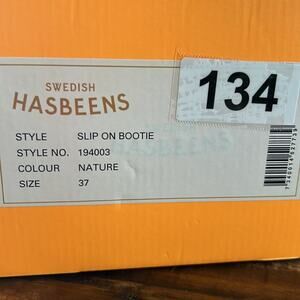 SWEDISH
HASBEENS
134
STYLE SLIP ON BOOTIE
STYLE NO. 194003
COLOUR NATURE
SIZE 37